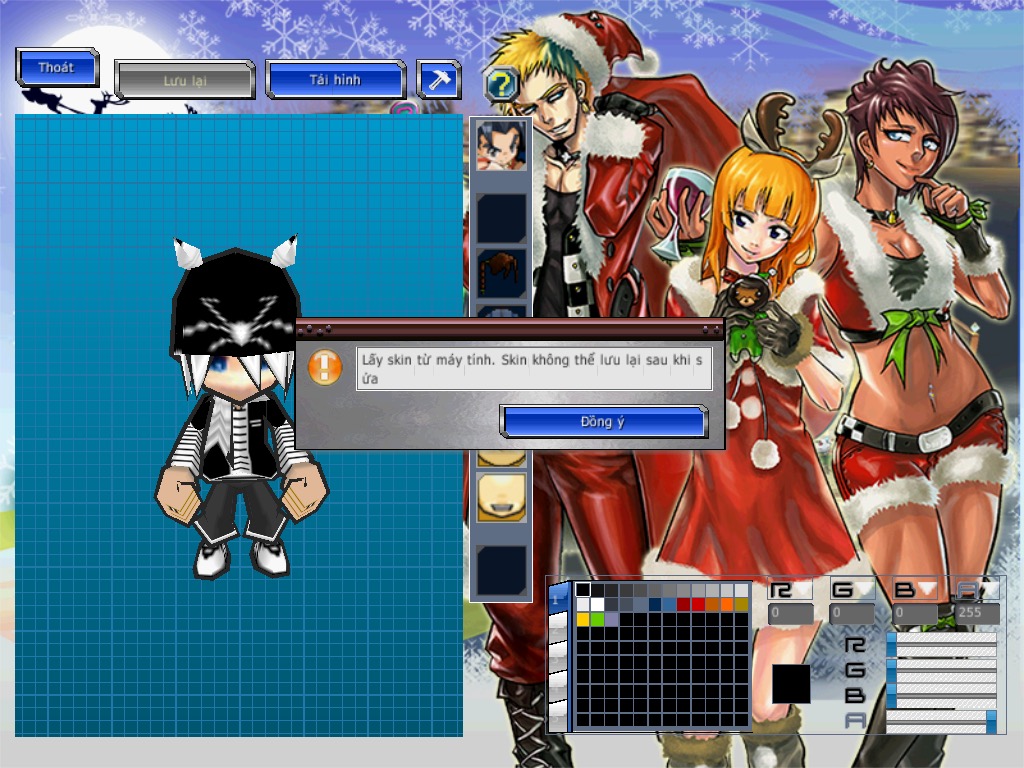 Thoát
Lưu lại
Tải hình
?
Lấy skin từ máy tính. Skin không thể lưu lại sau khi s
ửa
Đồng ý
1
R G B A
0 0 0 255
R
G
B
A